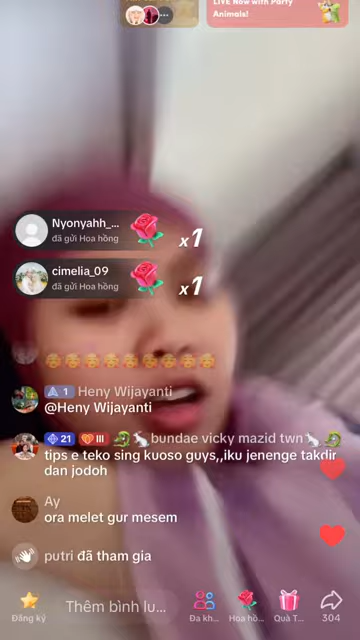 LIVE Now with Party
Animals!
Nyonyahh_...
đã gửi Hoa hồng
x1
cimelia_09
đã gửi Hoa hồng
x1
1 Heny Wijayanti
@Heny Wijayanti
21 III bundae vicky mazid twn
tips e teko sing kuoso guys,,iku jenenge takdir
dan jodoh
Ay
ora melet gur mesem
putri đã tham gia
Thêm bình lu...
Đăng ký
Đa kh...
Hoa hồ...
Quà T...
304